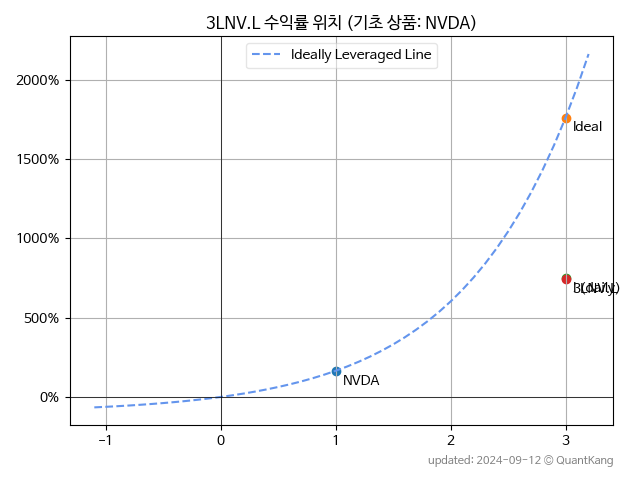 3LNV.L 수익률 위치 (기초 상품: NVDA)
Ideally Leveraged Line
2000%
1500%
1000%
500%
0%
Ideal
NVDA
-1
0
1
2
3
updated: 2024-09-12 © QuantKang